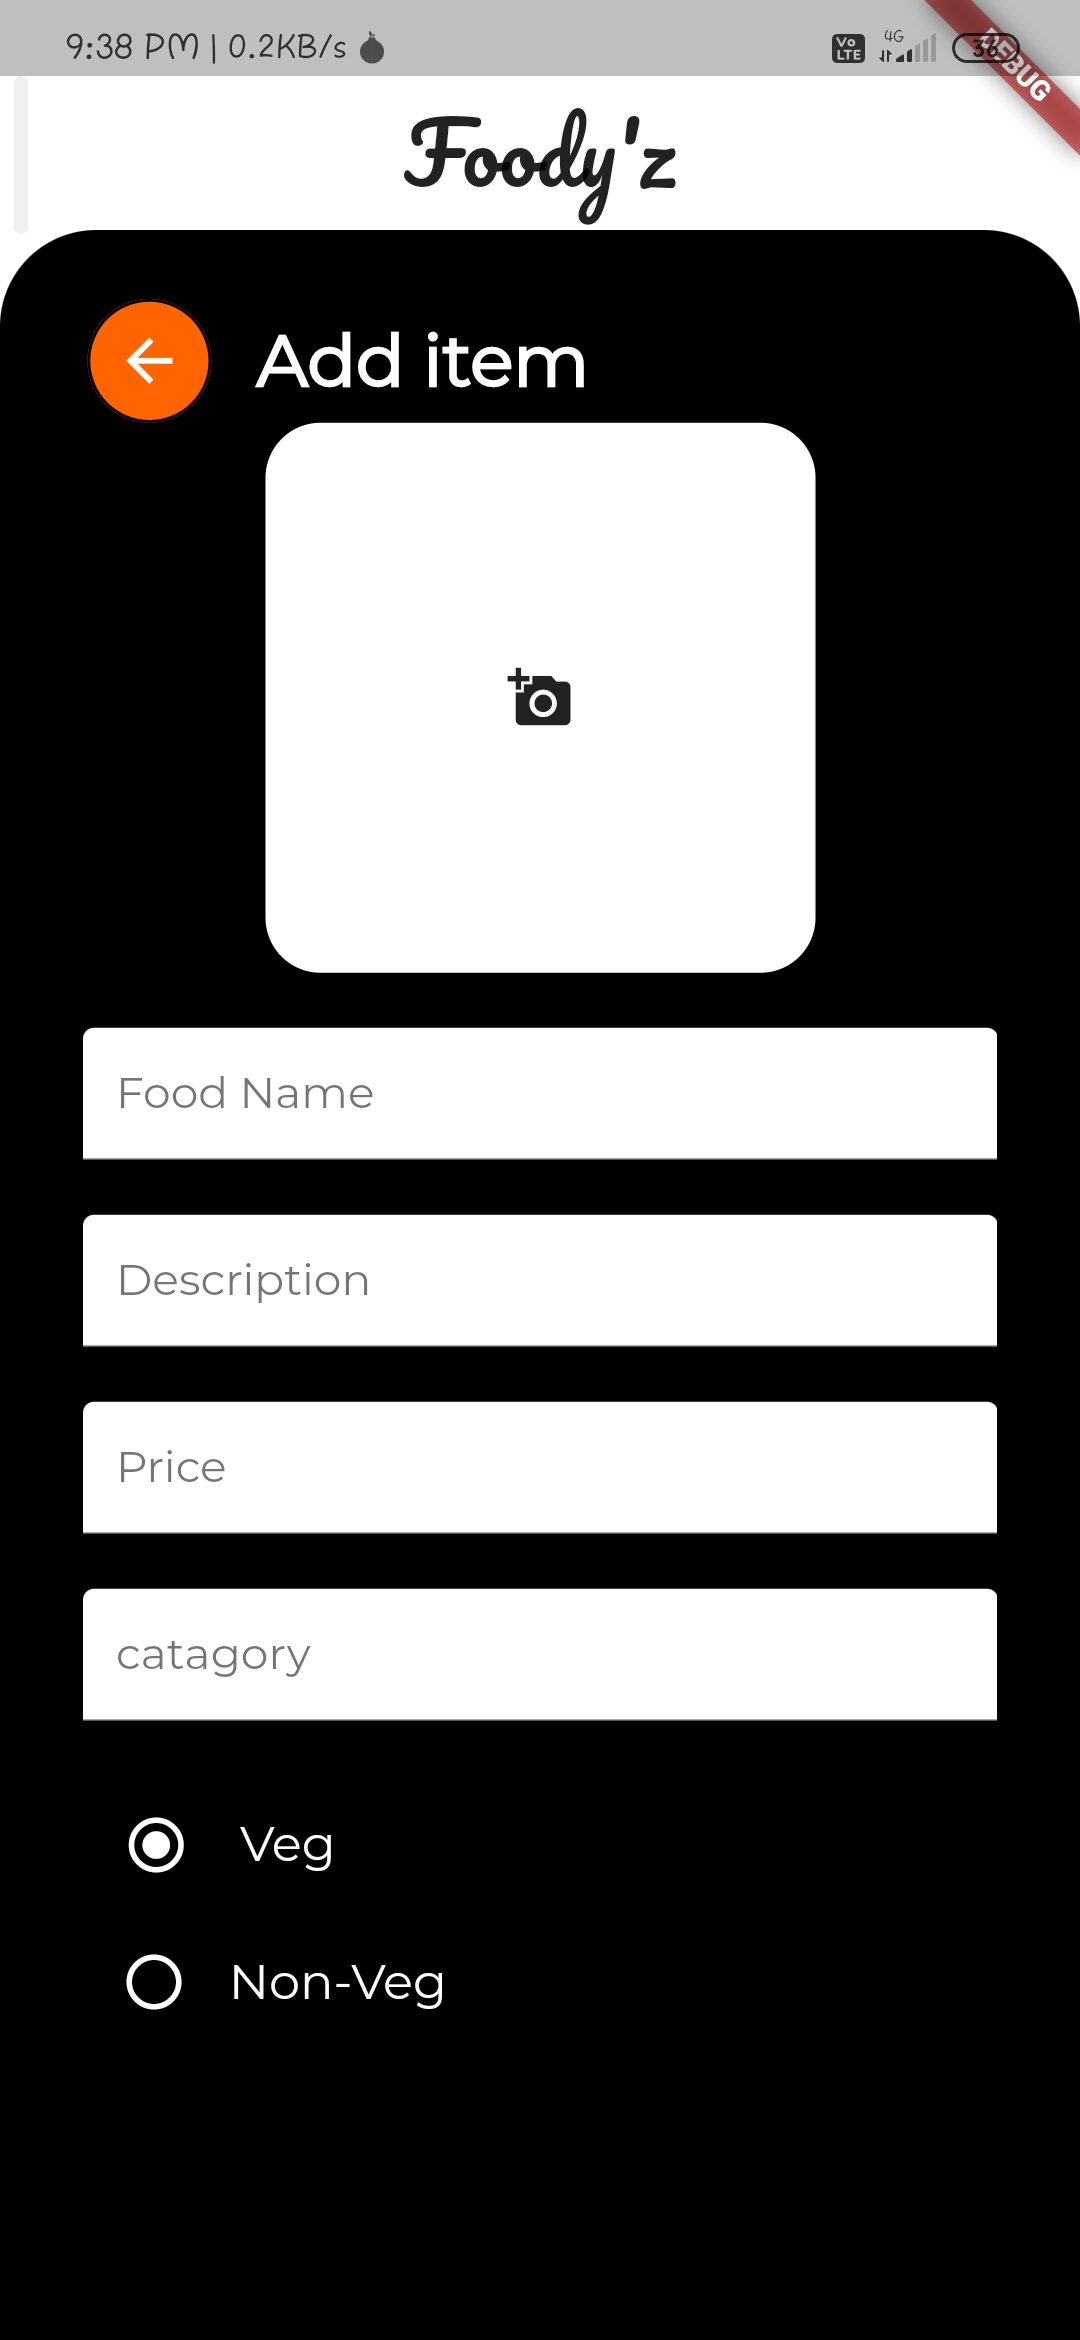 9:38 PM | 0.2KB/s
Vo
LTE
4G
36
DEBUG
Foody'z
Add item
Food Name
Description
Price
catagory
Veg
Non-Veg